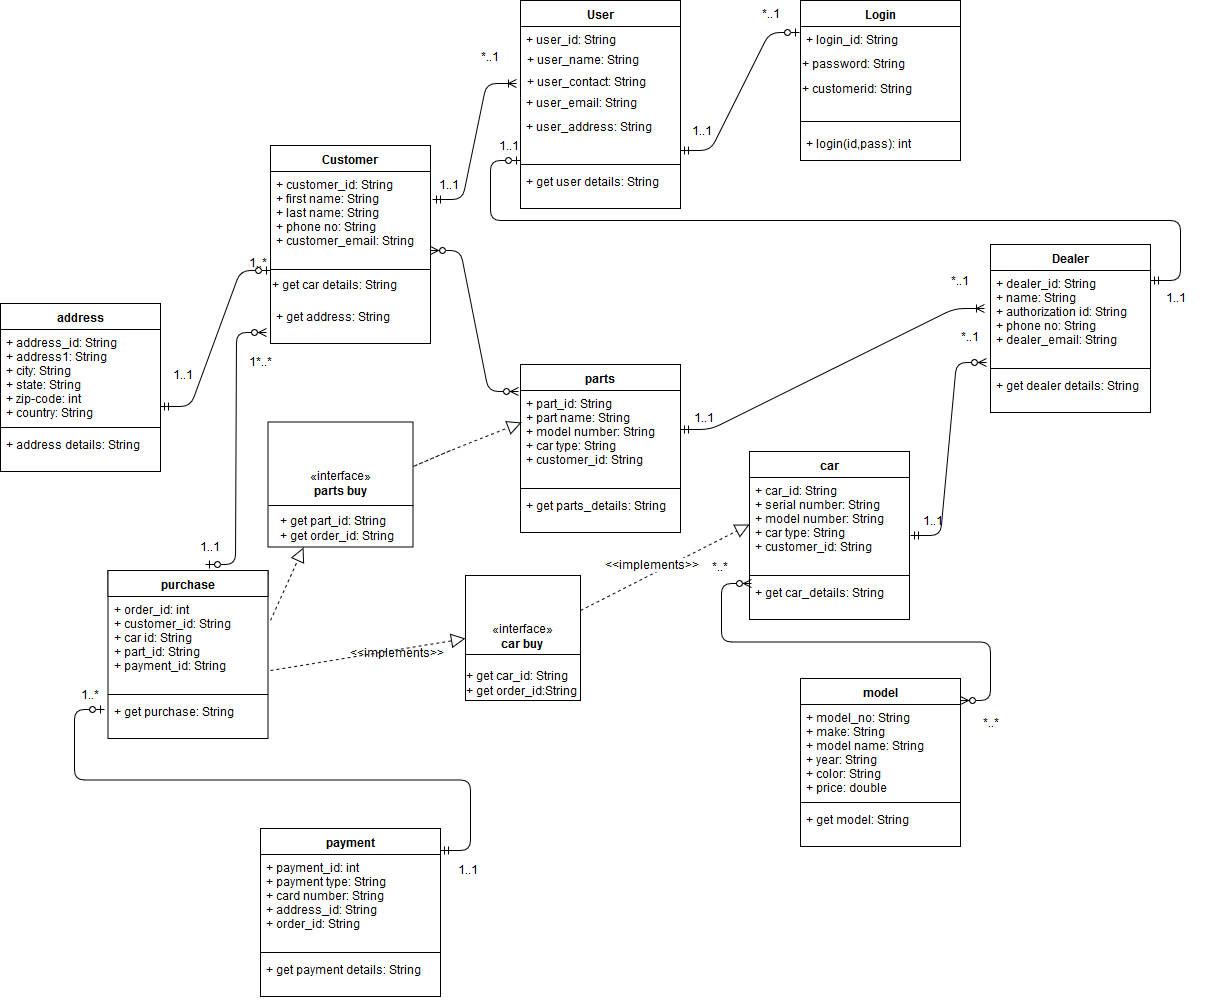 User
+ user_id: String
+ user_name: String
+ user_contact: String
+ user_email: String
+ user_address: String
+ get user details: String
*..1
Login
+ login_id: String
+ password: String
+ customerid: String
+ login(id,pass): int
*..1
1..1
1..1
Customer
+ customer_id: String
+ first name: String
+ last name: String
+ phone no: String
+ customer_email: String
+ get car details: String
+ get address: String
1..1
1..*
1*..*
address
+ address_id: String
+ address1: String
+ city: String
+ state: String
+ zip-code: int
+ country: String
+ address details: String
1..1
Dealer
+ dealer_id: String
+ name: String
+ authorization id: String
+ phone no: String
+ dealer_email: String
+ get dealer details: String
*..1
1..1
*..1
parts
+ part_id: String
+ part name: String
+ model number: String
+ car type: String
+ customer_id: String
+ get parts_details: String
1..1
«interface»
parts buy
+ get part_id: String
+ get order_id: String
car
+ car_id: String
+ serial number: String
+ model number: String
+ car type: String
+ customer_id: String
+ get car_details: String
1..1
<<implements>>
*..*
1..1
purchase
+ order_id: int
+ customer_id: String
+ car id: String
+ part_id: String
+ payment_id: String
+ get purchase: String
<<implements>>
«interface»
car buy
+ get car_id: String
+ get order_id:String
1..*
model
+ model_no: String
+ make: String
+ model name: String
+ year: String
+ color: String
+ price: double
+ get model: String
*..*
payment
+ payment_id: int
+ payment type: String
+ card number: String
+ address_id: String
+ order_id: String
+ get payment details: String
1..1